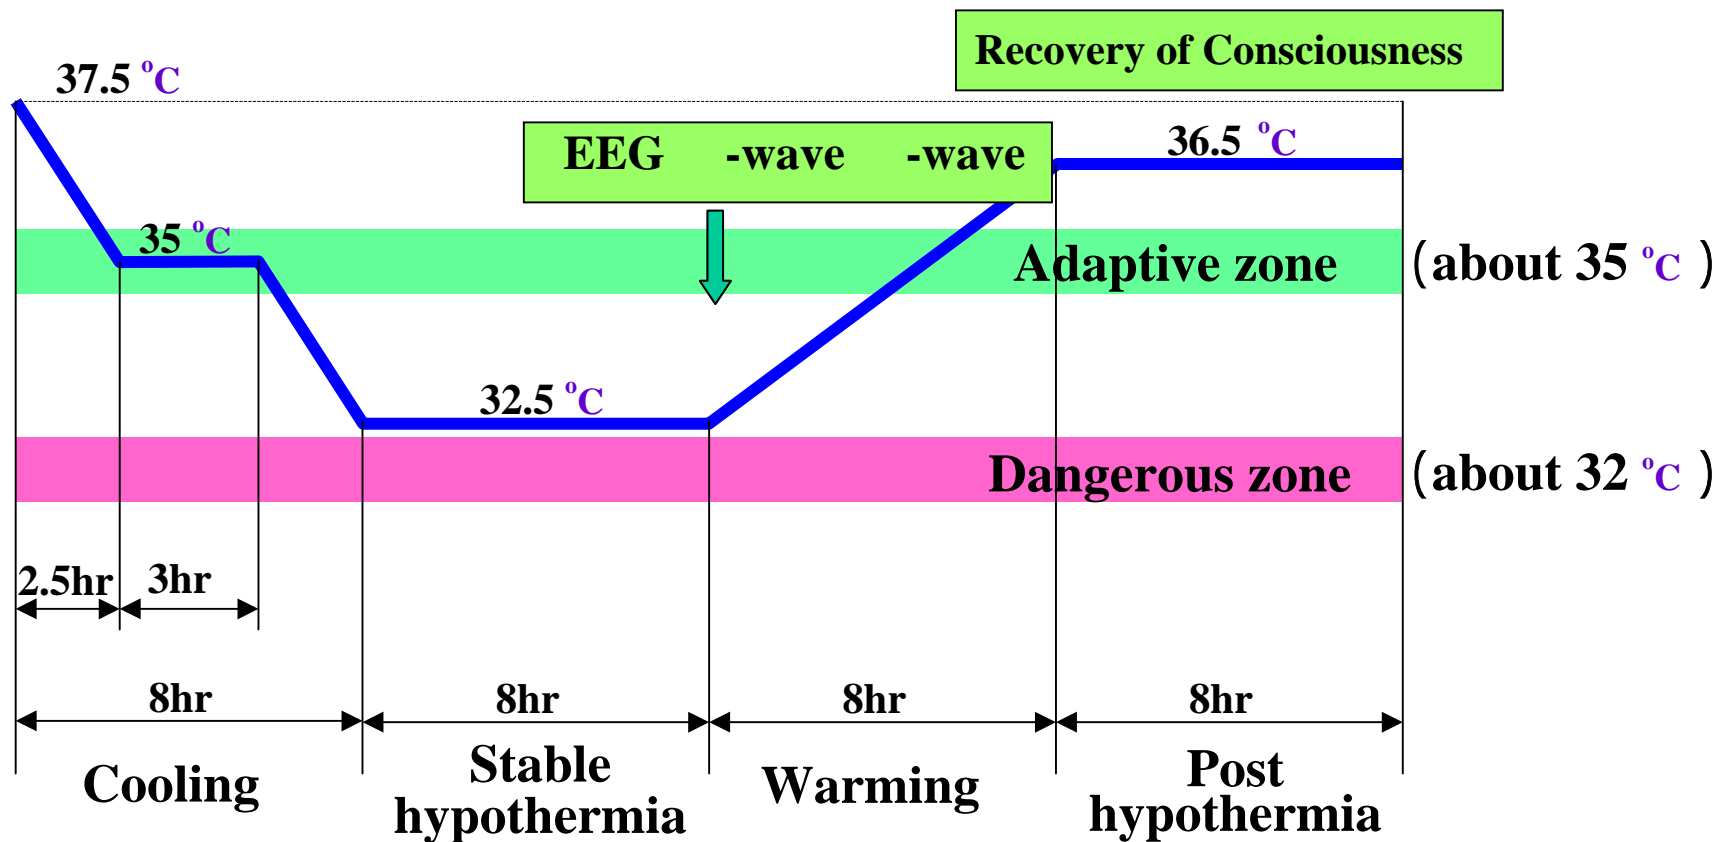 Recovery of Consciousness
37.5 °C
EEG -wave -wave
36.5 °C
35 °C
Adaptive zone (about 35 °C )
32.5 °C
Dangerous zone (about 32 °C )
2.5hr 3hr
8hr 8hr 8hr 8hr
Cooling
Stable
hypothermia
Warming
Post
hypothermia